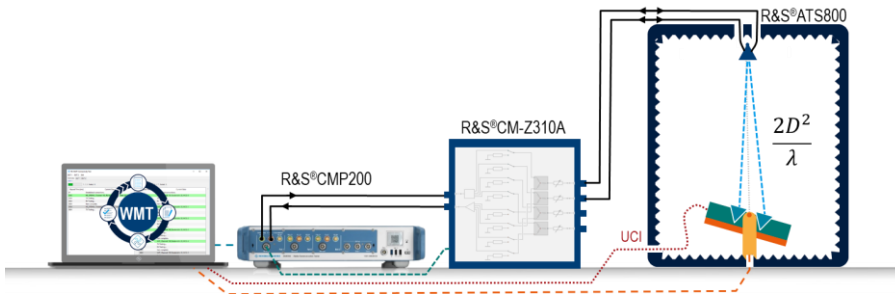 R&S®ATS800
R&S®CM-Z310A
2D²
λ
R&S®CMP200
WMT
UCI